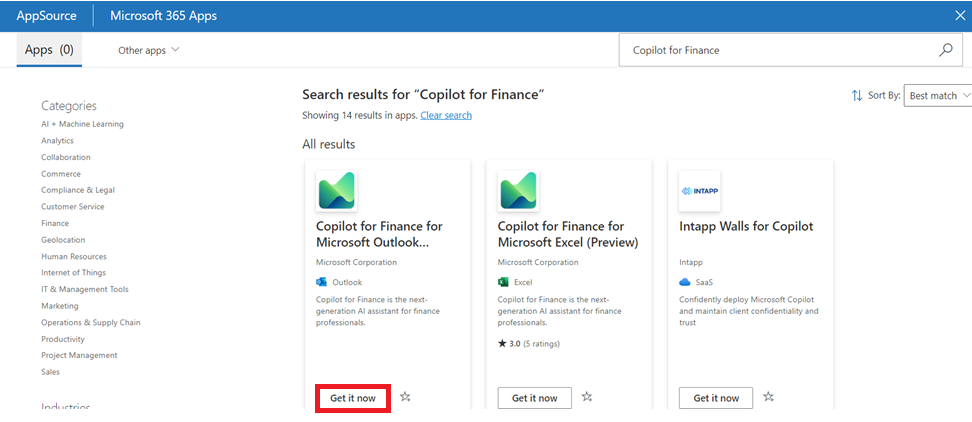 AppSource
Microsoft 365 Apps
Apps (0)
Other apps
Copilot for Finance
Categories
AI + Machine Learning
Analytics
Collaboration
Commerce
Compliance & Legal
Customer Service
Finance
Geolocation
Human Resources
Internet of Things
IT & Management Tools
Marketing
Operations & Supply Chain
Productivity
Project Management
Sales
Industries
Search results for “Copilot for Finance”
Showing 14 results in apps. Clear search
Sort By: Best match
All results
Copilot for Finance for
Microsoft Outlook...
Microsoft Corporation
Outlook
Copilot for Finance is the next-
generation AI assistant for finance
professionals.
Get it now
Copilot for Finance for
Microsoft Excel (Preview)
Microsoft Corporation
Excel
Copilot for Finance is the next-
generation AI assistant for finance
professionals.
3.0 (5 ratings)
Get it now
INTAPP
Intapp Walls for Copilot
Intapp
SaaS
Confidently deploy Microsoft Copilot
and maintain client confidentiality and
trust
Get it now